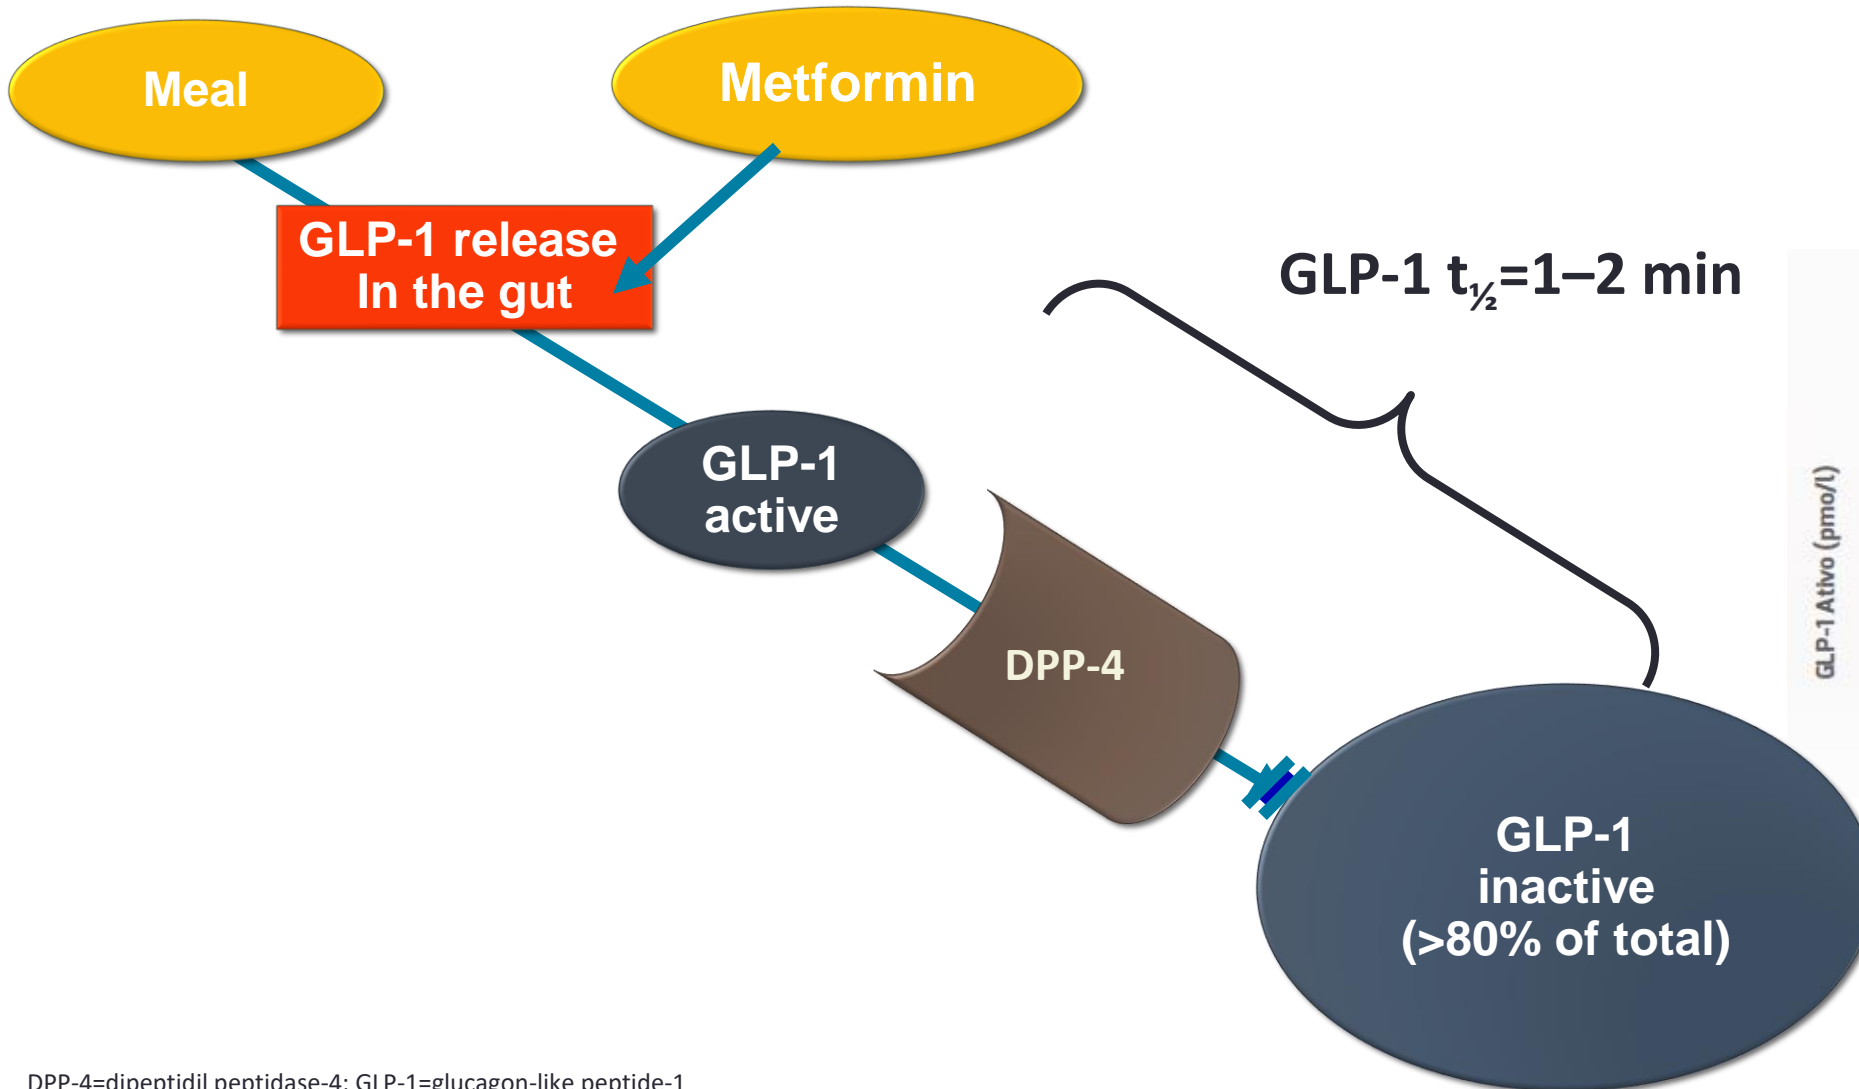 Meal
Metformin
GLP-1 release
In the gut
GLP-1 t½=1–2 min
GLP-1
active
DPP-4
GLP-1 Ativo (pmo/l)
GLP-1
inactive
(>80% of total)
DPP-4=dipeptidil peptidase-4; GLP-1=glucagon-like peptide-1